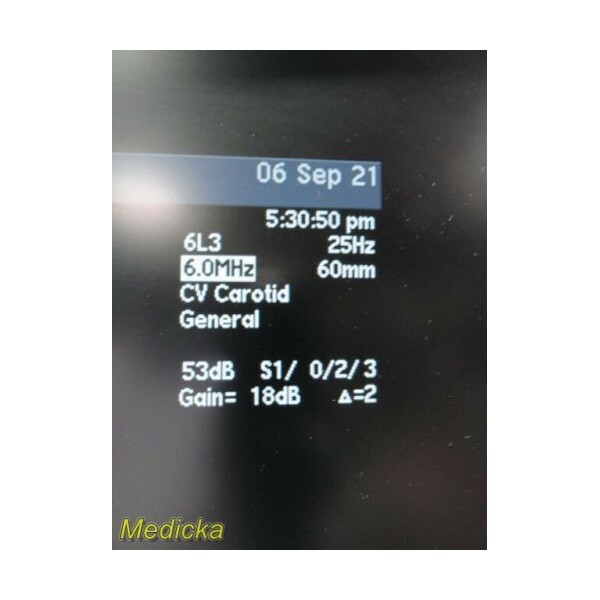 06 Sep 21
5:30:50 pm
6L3 25Hz
6.0MHz 60mm
CV Carotid
General
53dB S1/ 0/2/3
Gain= 18dB Δ=2
Medicka